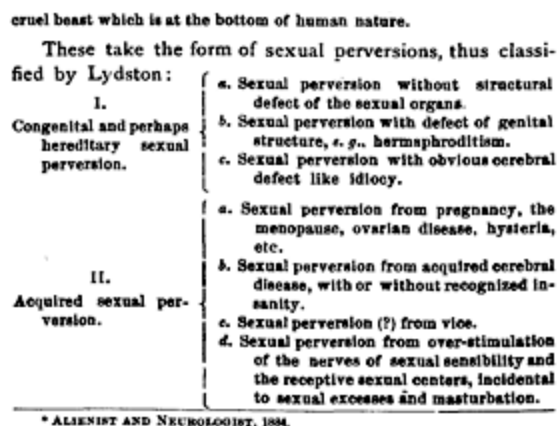 cruel beast which is at the bottom of human nature.
These take the form of sexual perversions, thus classi-
fied by Lydston:
I.
Congenital and perhaps
hereditary sexual
perversion.
a. Sexual perversion without structural
defect of the sexual organs.
b. Sexual perversion with defect of genital
structure, e. g., hermaphroditism.
c. Sexual perversion with obvious cerebral
defect like idiocy.
II.
Acquired sexual per-
version.
a. Sexual perversion from pregnancy, the
menopause, ovarian disease, hysteria,
etc.
b. Sexual perversion from acquired cerebral
disease, with or without recognized in-
sanity.
c. Sexual perversion (?) from vice.
d. Sexual perversion from over-stimulation
of the nerves of sexual sensibility and
the receptive sexual centers, incidental
to sexual excesses and masturbation.
* ALIENIST AND NEUROLOGIST, 1884.